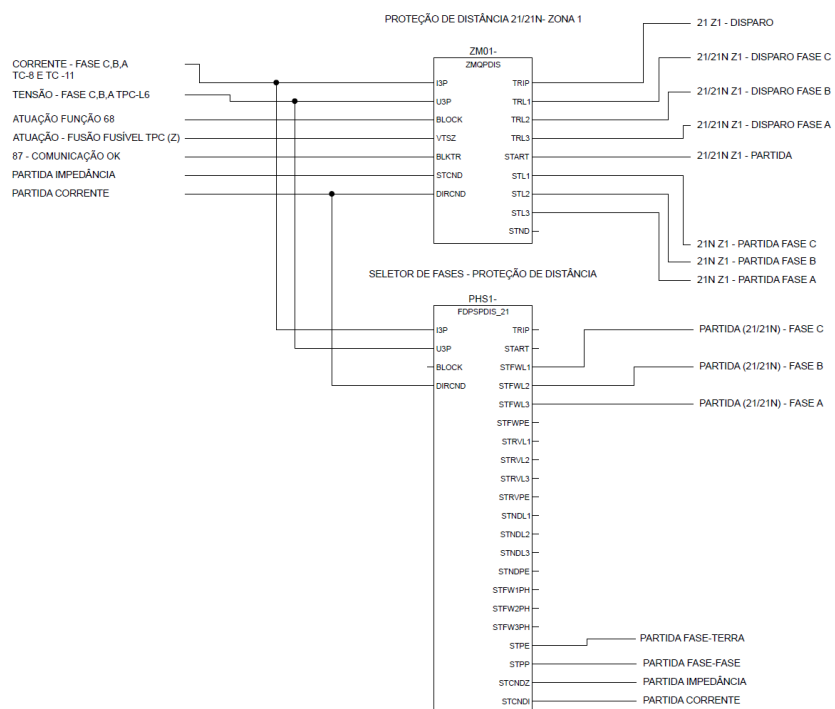 PROTEÇÃO DE DISTÂNCIA 21/21N- ZONA 1
ZM01-
ZMQPDIS
CORRENTE - FASE C,B,A
TC-8 E TC -11
TENSÃO - FASE C,B,A TPC-L6
ATUAÇÃO FUNÇÃO 68
ATUAÇÃO - FUSÃO FUSÍVEL TPC (Z)
87 - COMUNICAÇÃO OK
PARTIDA IMPEDÂNCIA
PARTIDA CORRENTE
I3P
U3P
BLOCK
VTSZ
BLKTR
STCND
DIRCND
TRIP
TRL1
TRL2
TRL3
START
STL1
STL2
STL3
STND
21 Z1 - DISPARO
21/21N Z1 - DISPARO FASE C
21/21N Z1 - DISPARO FASE B
21/21N Z1 - DISPARO FASE A
21/21N Z1 - PARTIDA
21N Z1 - PARTIDA FASE C
21N Z1 - PARTIDA FASE B
21N Z1 - PARTIDA FASE A
SELETOR DE FASES - PROTEÇÃO DE DISTÂNCIA
PHS1-
FDPSPDIS_21
I3P
U3P
BLOCK
DIRCND
TRIP
START
STFWL1
STFWL2
STFWL3
STFWPE
STRVL1
STRVL2
STRVL3
STRVPE
STNDL1
STNDL2
STNDL3
STNDPE
STFW1PH
STFW2PH
STFW3PH
STPE
STPP
STCNDZ
STCNDI
PARTIDA (21/21N) - FASE C
PARTIDA (21/21N) - FASE B
PARTIDA (21/21N) - FASE A
PARTIDA FASE-TERRA
PARTIDA FASE-FASE
PARTIDA IMPEDÂNCIA
PARTIDA CORRENTE